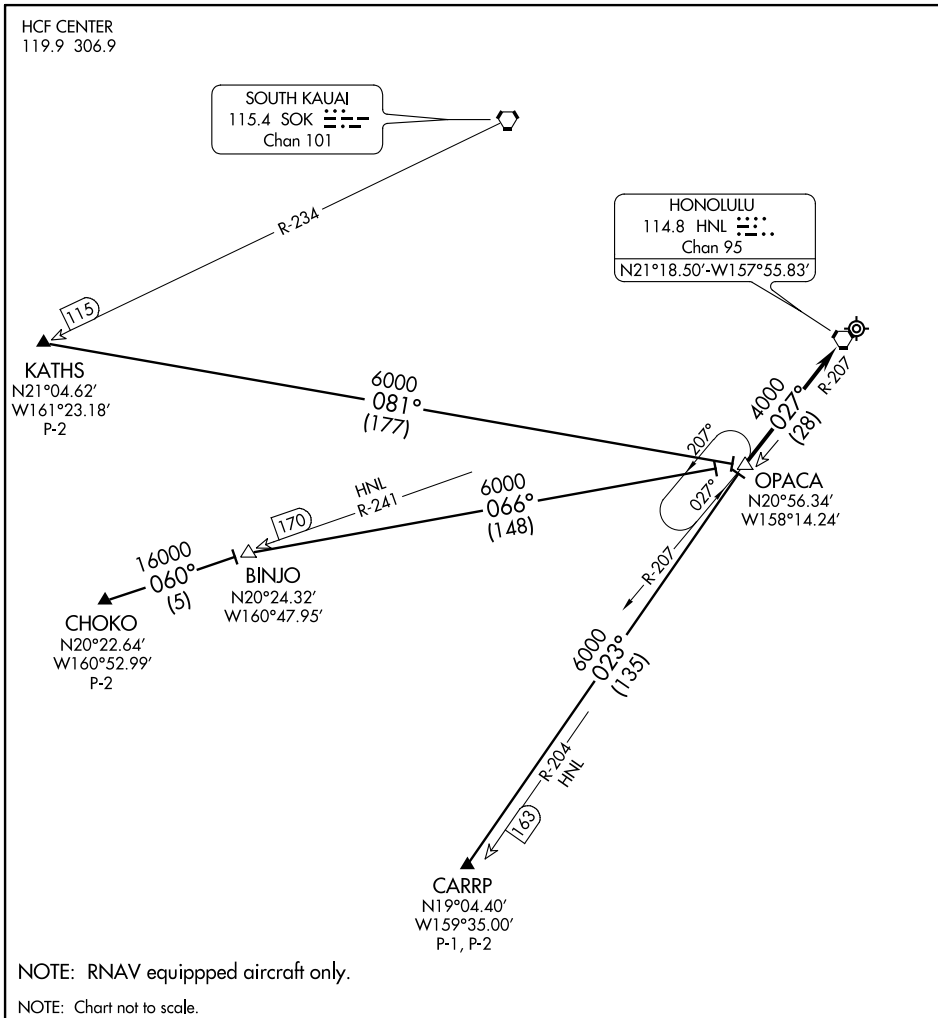 HCF CENTER
119.9 306.9
SOUTH KAUAI
115.4 SOK
Chan 101
R-234
HONOLULU
114.8 HNL
Chan 95
N21°18.50′-W157°55.83′
115
KATHS
N21°04.62′
W161°23.18′
P-2
6000
081°
(177)
R-207
4000
027°
(28)
207°
027°
OPACA
N20°56.34′
W158°14.24′
HNL
R-241
170
6000
066°
(148)
16000
060°
(5)
BINJO
N20°24.32′
W160°47.95′
CHOKO
N20°22.64′
W160°52.99′
P-2
R-207
6000
023°
(135)
R-204
HNL
163
CARRP
N19°04.40′
W159°35.00′
P-1, P-2
NOTE: RNAV equippped aircraft only.
NOTE: Chart not to scale.